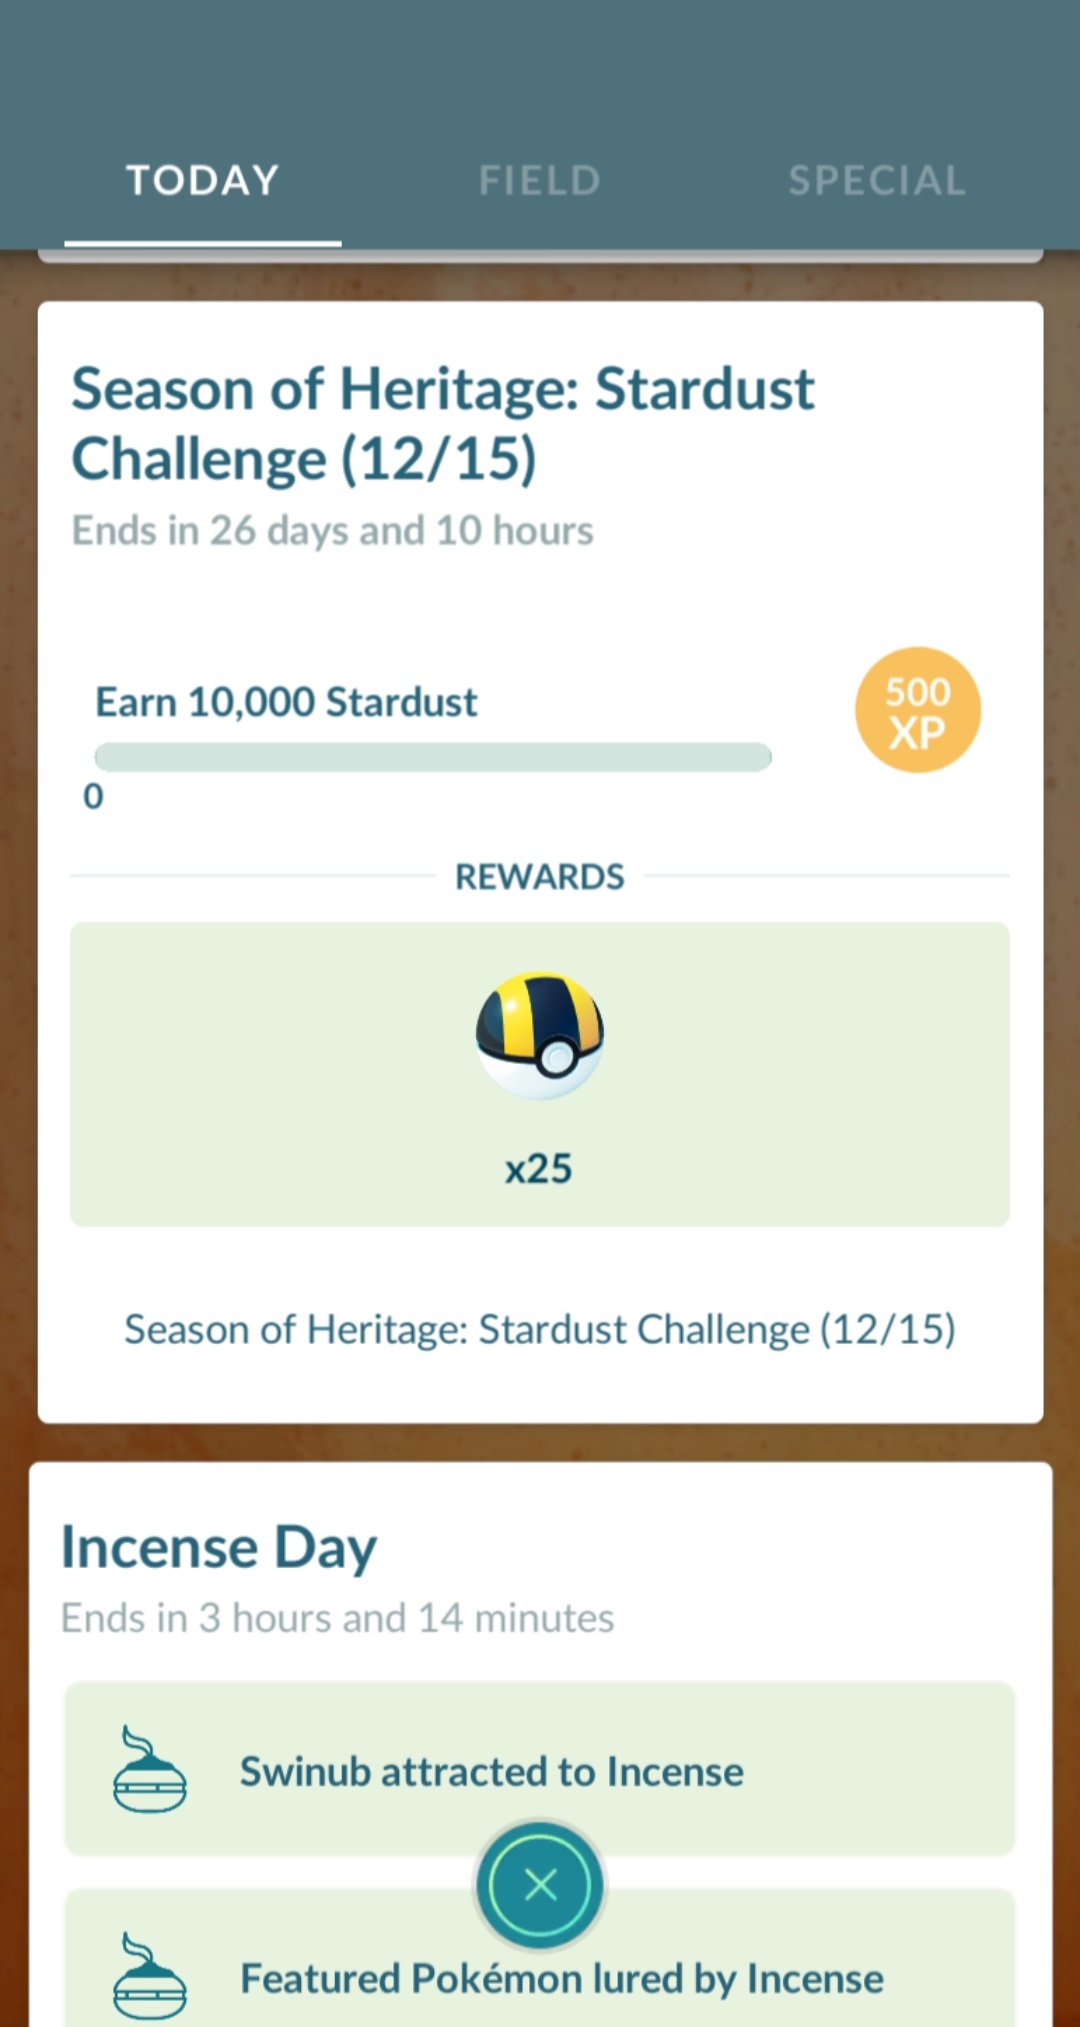 TODAY
FIELD
SPECIAL
Season of Heritage: Stardust
Challenge (12/15)
Ends in 26 days and 10 hours
Earn 10,000 Stardust
500
XP
0
REWARDS
x25
Season of Heritage: Stardust Challenge (12/15)
Incense Day
Ends in 3 hours and 14 minutes
Swinub attracted to Incense
Featured Pokémon lured by Incense